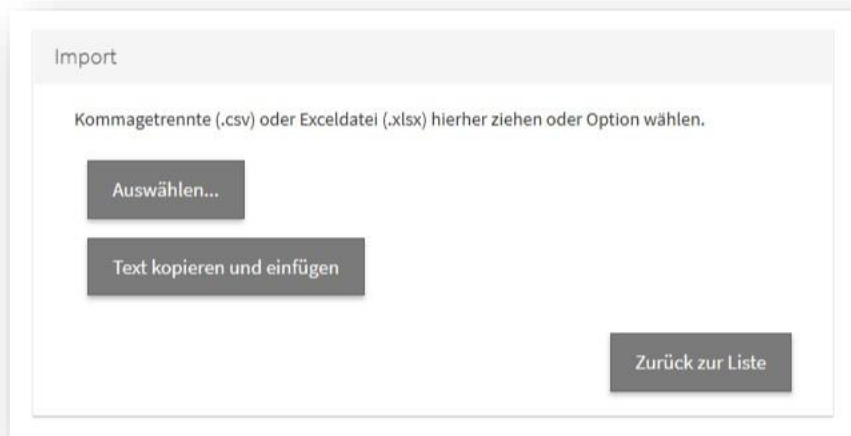 Import
Kommagetrennte (.csv) oder Exceldatei (.xlsx) hierher ziehen oder Option wählen.
Auswählen...
Text kopieren und einfügen
Zurück zur Liste